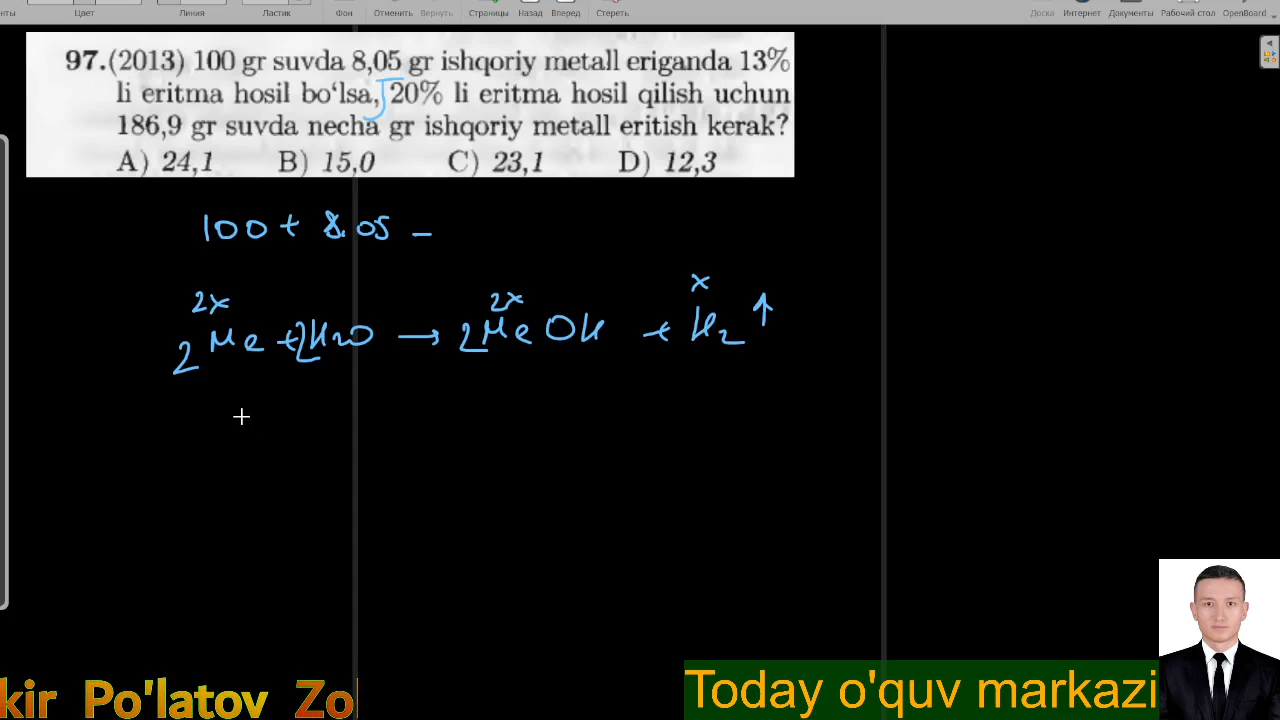 нты
Цвет
Линия
Ластик
Фон
Отменить
Вернуть
Страницы
Назад
Вперед
Стереть
Доска
Интернет
Документы
Рабочий стол
OpenBoard
97.(2013) 100 gr suvda 8,05 gr ishqoriy metall eriganda 13%
li eritma hosil bo‘lsa, 20% li eritma hosil qilish uchun
186,9 gr suvda necha gr ishqoriy metall eritish kerak?
A) 24,1 B) 15,0 C) 23,1 D) 12,3
100 + 8.05 –
2x 2x x
2Me + 2H2O → 2MeOH + H2 ↑
kir Po'latov Zo
Today o'quv markazi